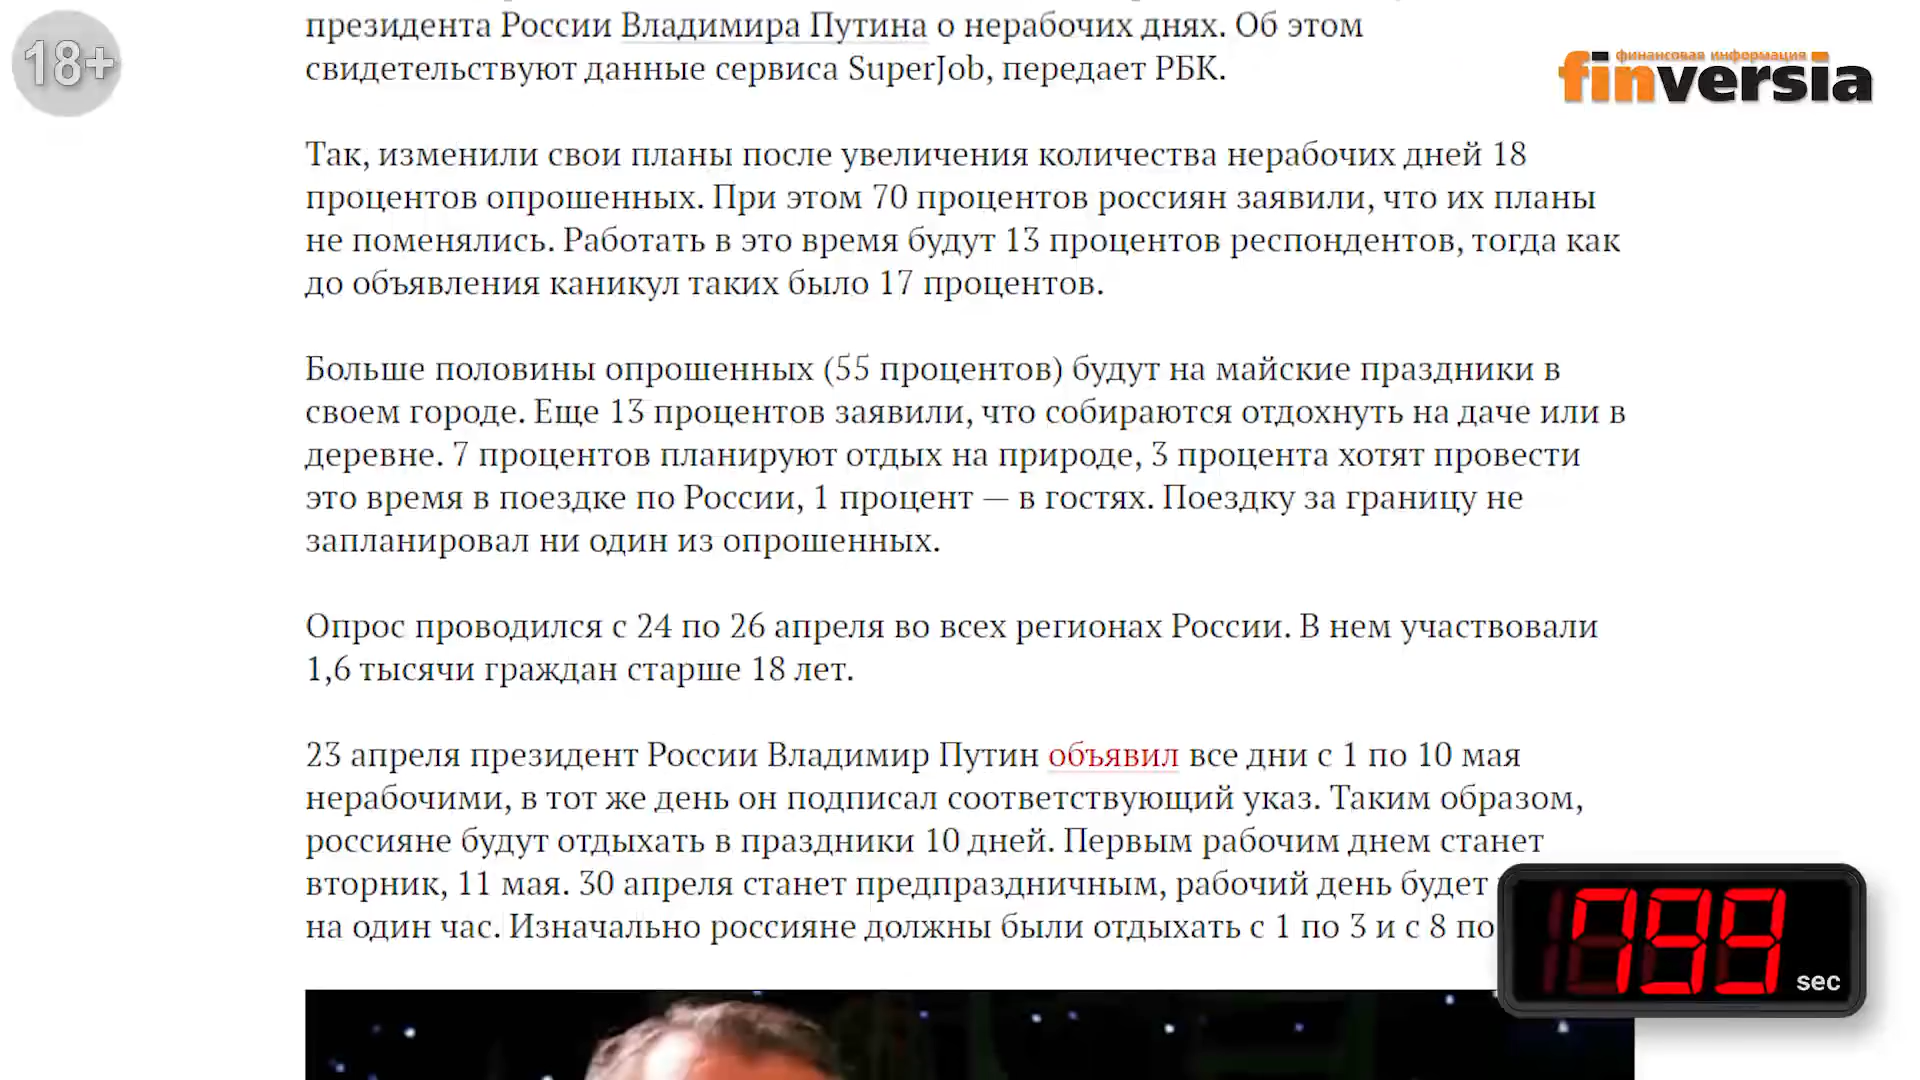 18+
финансовая информация
finversia
президента России Владимира Путина о нерабочих днях. Об этом
свидетельствуют данные сервиса SuperJob, передает РБК.
Так, изменили свои планы после увеличения количества нерабочих дней 18
процентов опрошенных. При этом 70 процентов россиян заявили, что их планы
не поменялись. Работать в это время будут 13 процентов респондентов, тогда как
до объявления каникул таких было 17 процентов.
Больше половины опрошенных (55 процентов) будут на майские праздники в
своем городе. Еще 13 процентов заявили, что собираются отдохнуть на даче или в
деревне. 7 процентов планируют отдых на природе, 3 процента хотят провести
это время в поездке по России, 1 процент — в гостях. Поездку за границу не
запланировал ни один из опрошенных.
Опрос проводился с 24 по 26 апреля во всех регионах России. В нем участвовали
1,6 тысячи граждан старше 18 лет.
23 апреля президент России Владимир Путин объявил все дни с 1 по 10 мая
нерабочими, в тот же день он подписал соответствующий указ. Таким образом,
россияне будут отдыхать в праздники 10 дней. Первым рабочим днем станет
вторник, 11 мая. 30 апреля станет предпраздничным, рабочий день будет
на один час. Изначально россияне должны были отдыхать с 1 по 3 и с 8 по
799 sec